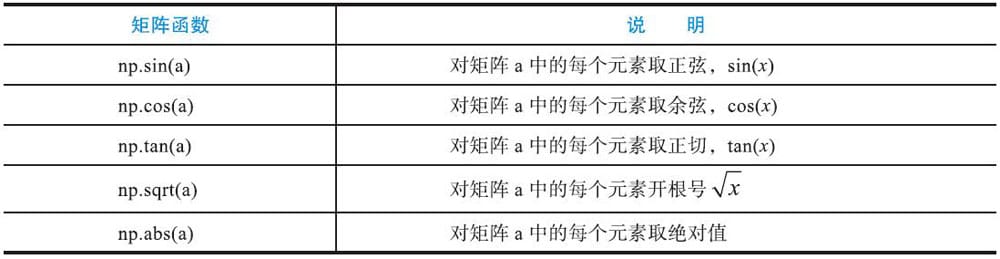 矩阵函数 说 明
np.sin(a) 对矩阵 a 中的每个元素取正弦，sin(x)
np.cos(a) 对矩阵 a 中的每个元素取余弦，cos(x)
np.tan(a) 对矩阵 a 中的每个元素取正切，tan(x)
np.sqrt(a) 对矩阵 a 中的每个元素开根号 √x
np.abs(a) 对矩阵 a 中的每个元素取绝对值